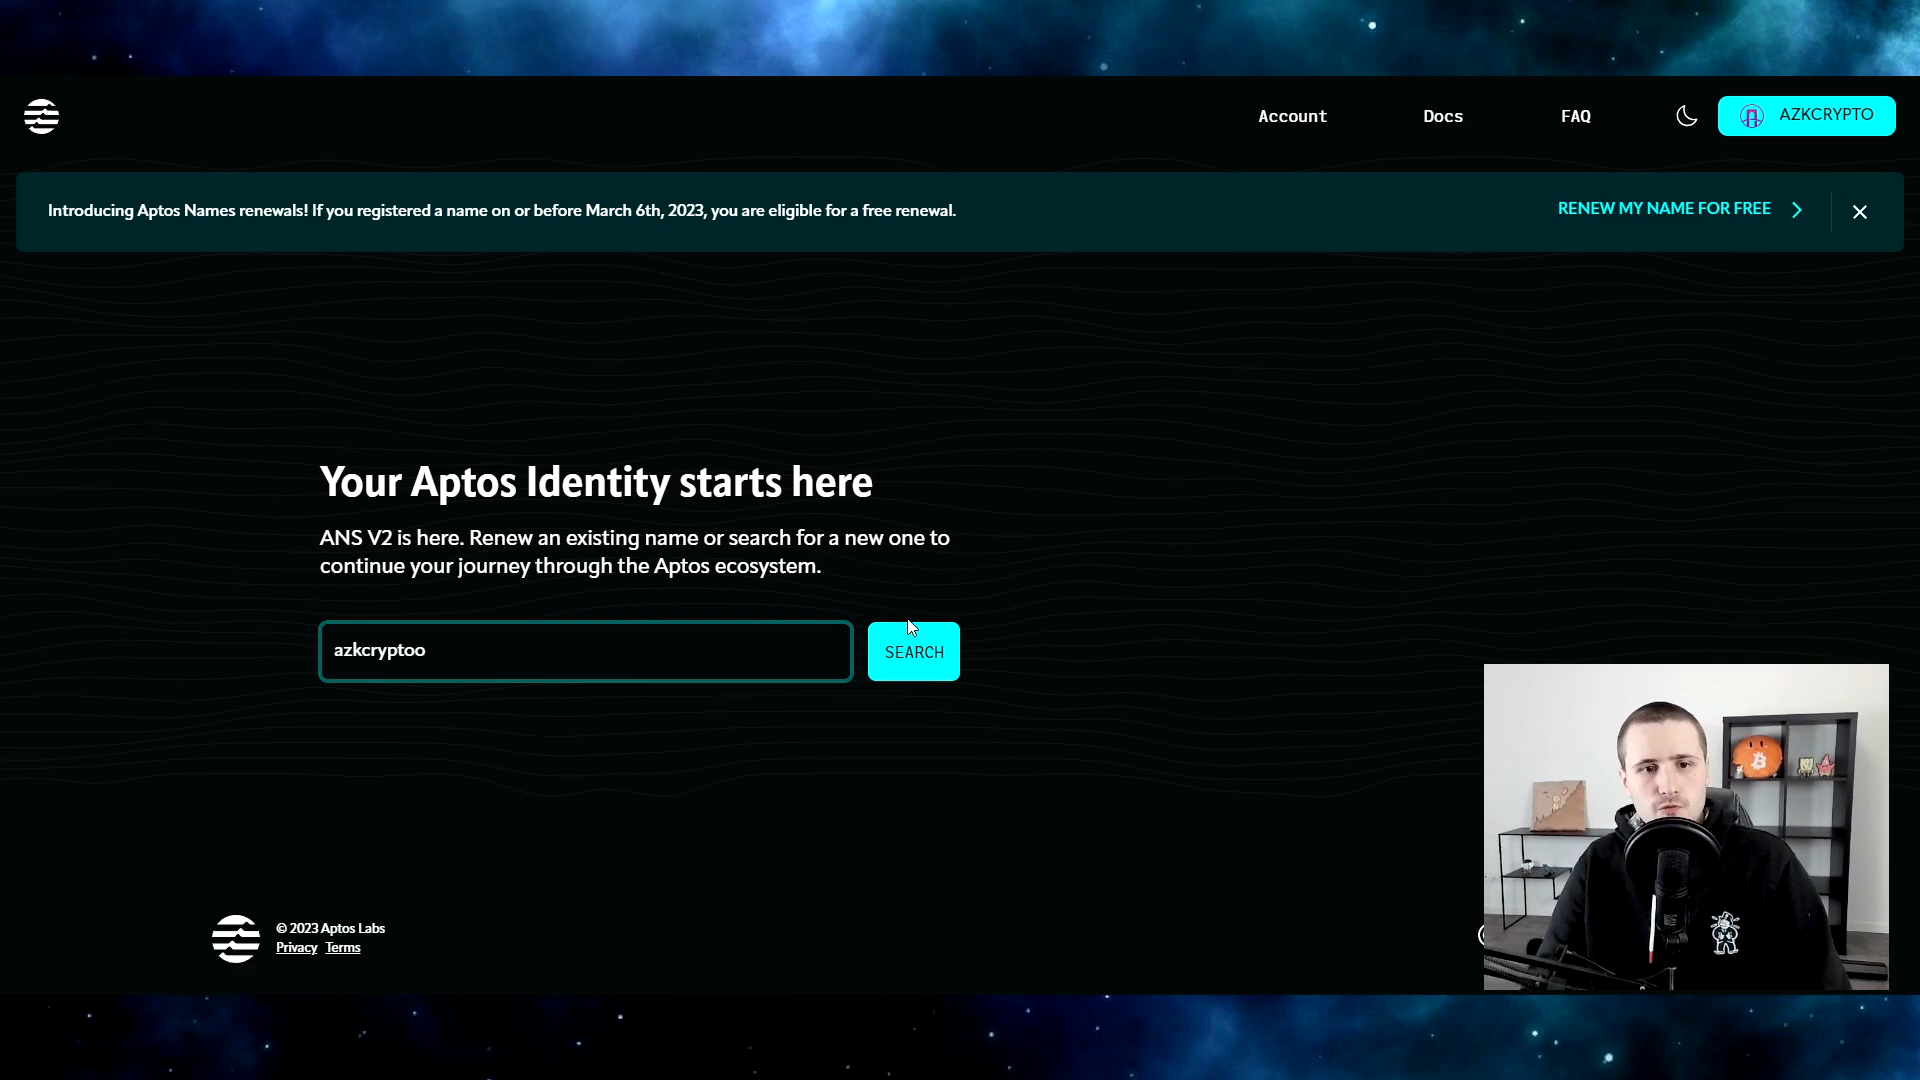 Account Docs FAQ AZKCRYPTO
Introducing Aptos Names renewals! If you registered a name on or before March 6th, 2023, you are eligible for a free renewal. RENEW MY NAME FOR FREE
Your Aptos Identity starts here
ANS V2 is here. Renew an existing name or search for a new one to
continue your journey through the Aptos ecosystem.
azkcryptoo SEARCH
© 2023 Aptos Labs
Privacy Terms